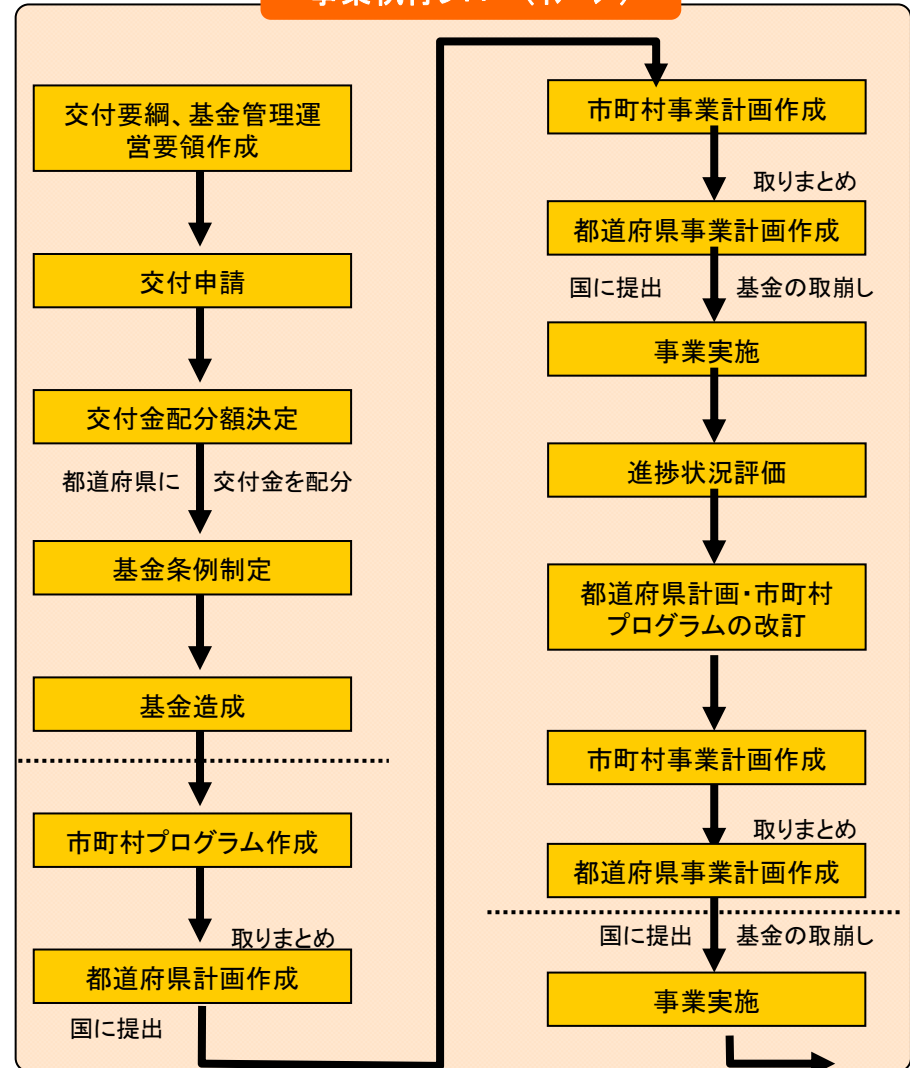 交付要綱、基金管理運
営要領作成
交付申請
交付金配分額決定
都道府県に 交付金を配分
基金条例制定
基金造成
市町村プログラム作成
取りまとめ
都道府県計画作成
国に提出
市町村事業計画作成
取りまとめ
都道府県事業計画作成
国に提出 基金の取崩し
事業実施
進捗状況評価
都道府県計画・市町村
プログラムの改訂
市町村事業計画作成
取りまとめ
都道府県事業計画作成
国に提出 基金の取崩し
事業実施